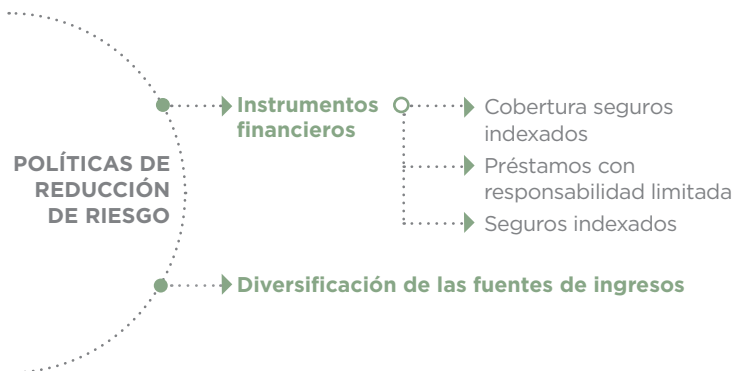 POLÍTICAS DE
REDUCCIÓN
DE RIESGO
Instrumentos
financieros
Cobertura seguros
indexados
Préstamos con
responsabilidad limitada
Seguros indexados
Diversificación de las fuentes de ingresos